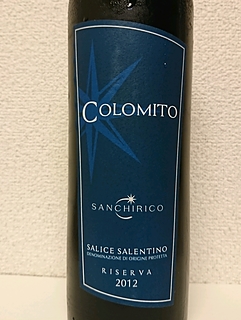 COLOMITO
SANCHIRICO
SALICE SALENTINO
DENOMINAZIONE DI ORIGINE PROTETTA
RISERVA
2012